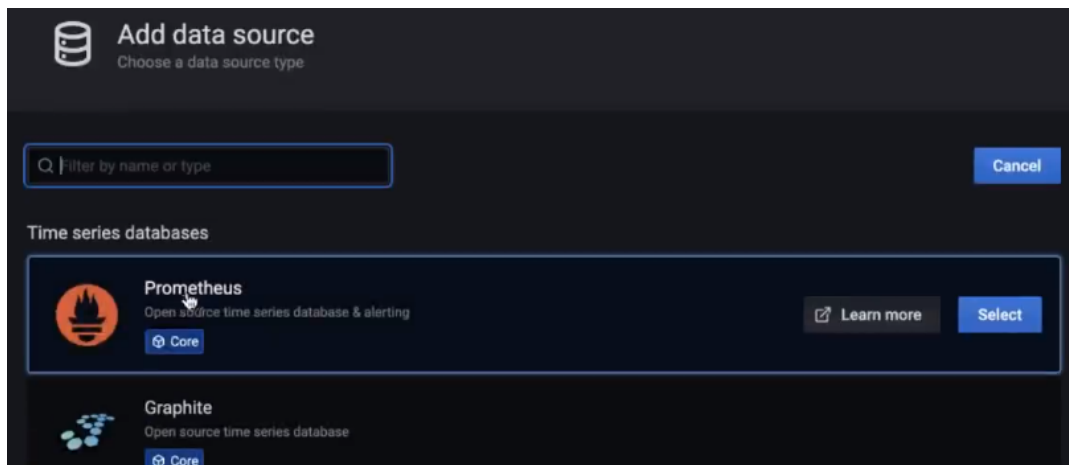 Add data source
Choose a data source type
Filter by name or type
Cancel
Time series databases
Prometheus
Open source time series database & alerting
Learn more
Select
Core
Graphite
Open source time series database
Core